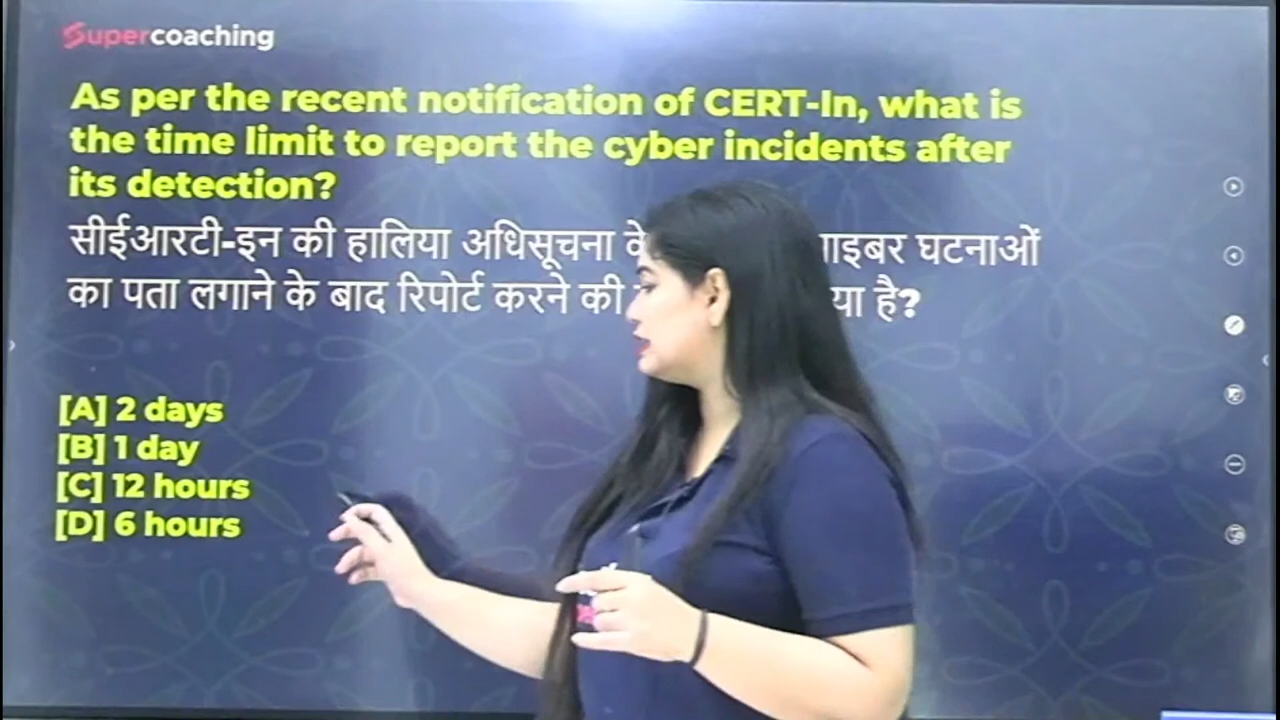 Supercoaching
As per the recent notification of CERT-In, what is
the time limit to report the cyber incidents after
its detection?
सीईआरटी-इन की हालिया अधिसूचना घटनाओं
का पता लगाने के बाद रिपोर्ट करने की है?
[A] 2 days
[B] 1 day
[C] 12 hours
[D] 6 hours